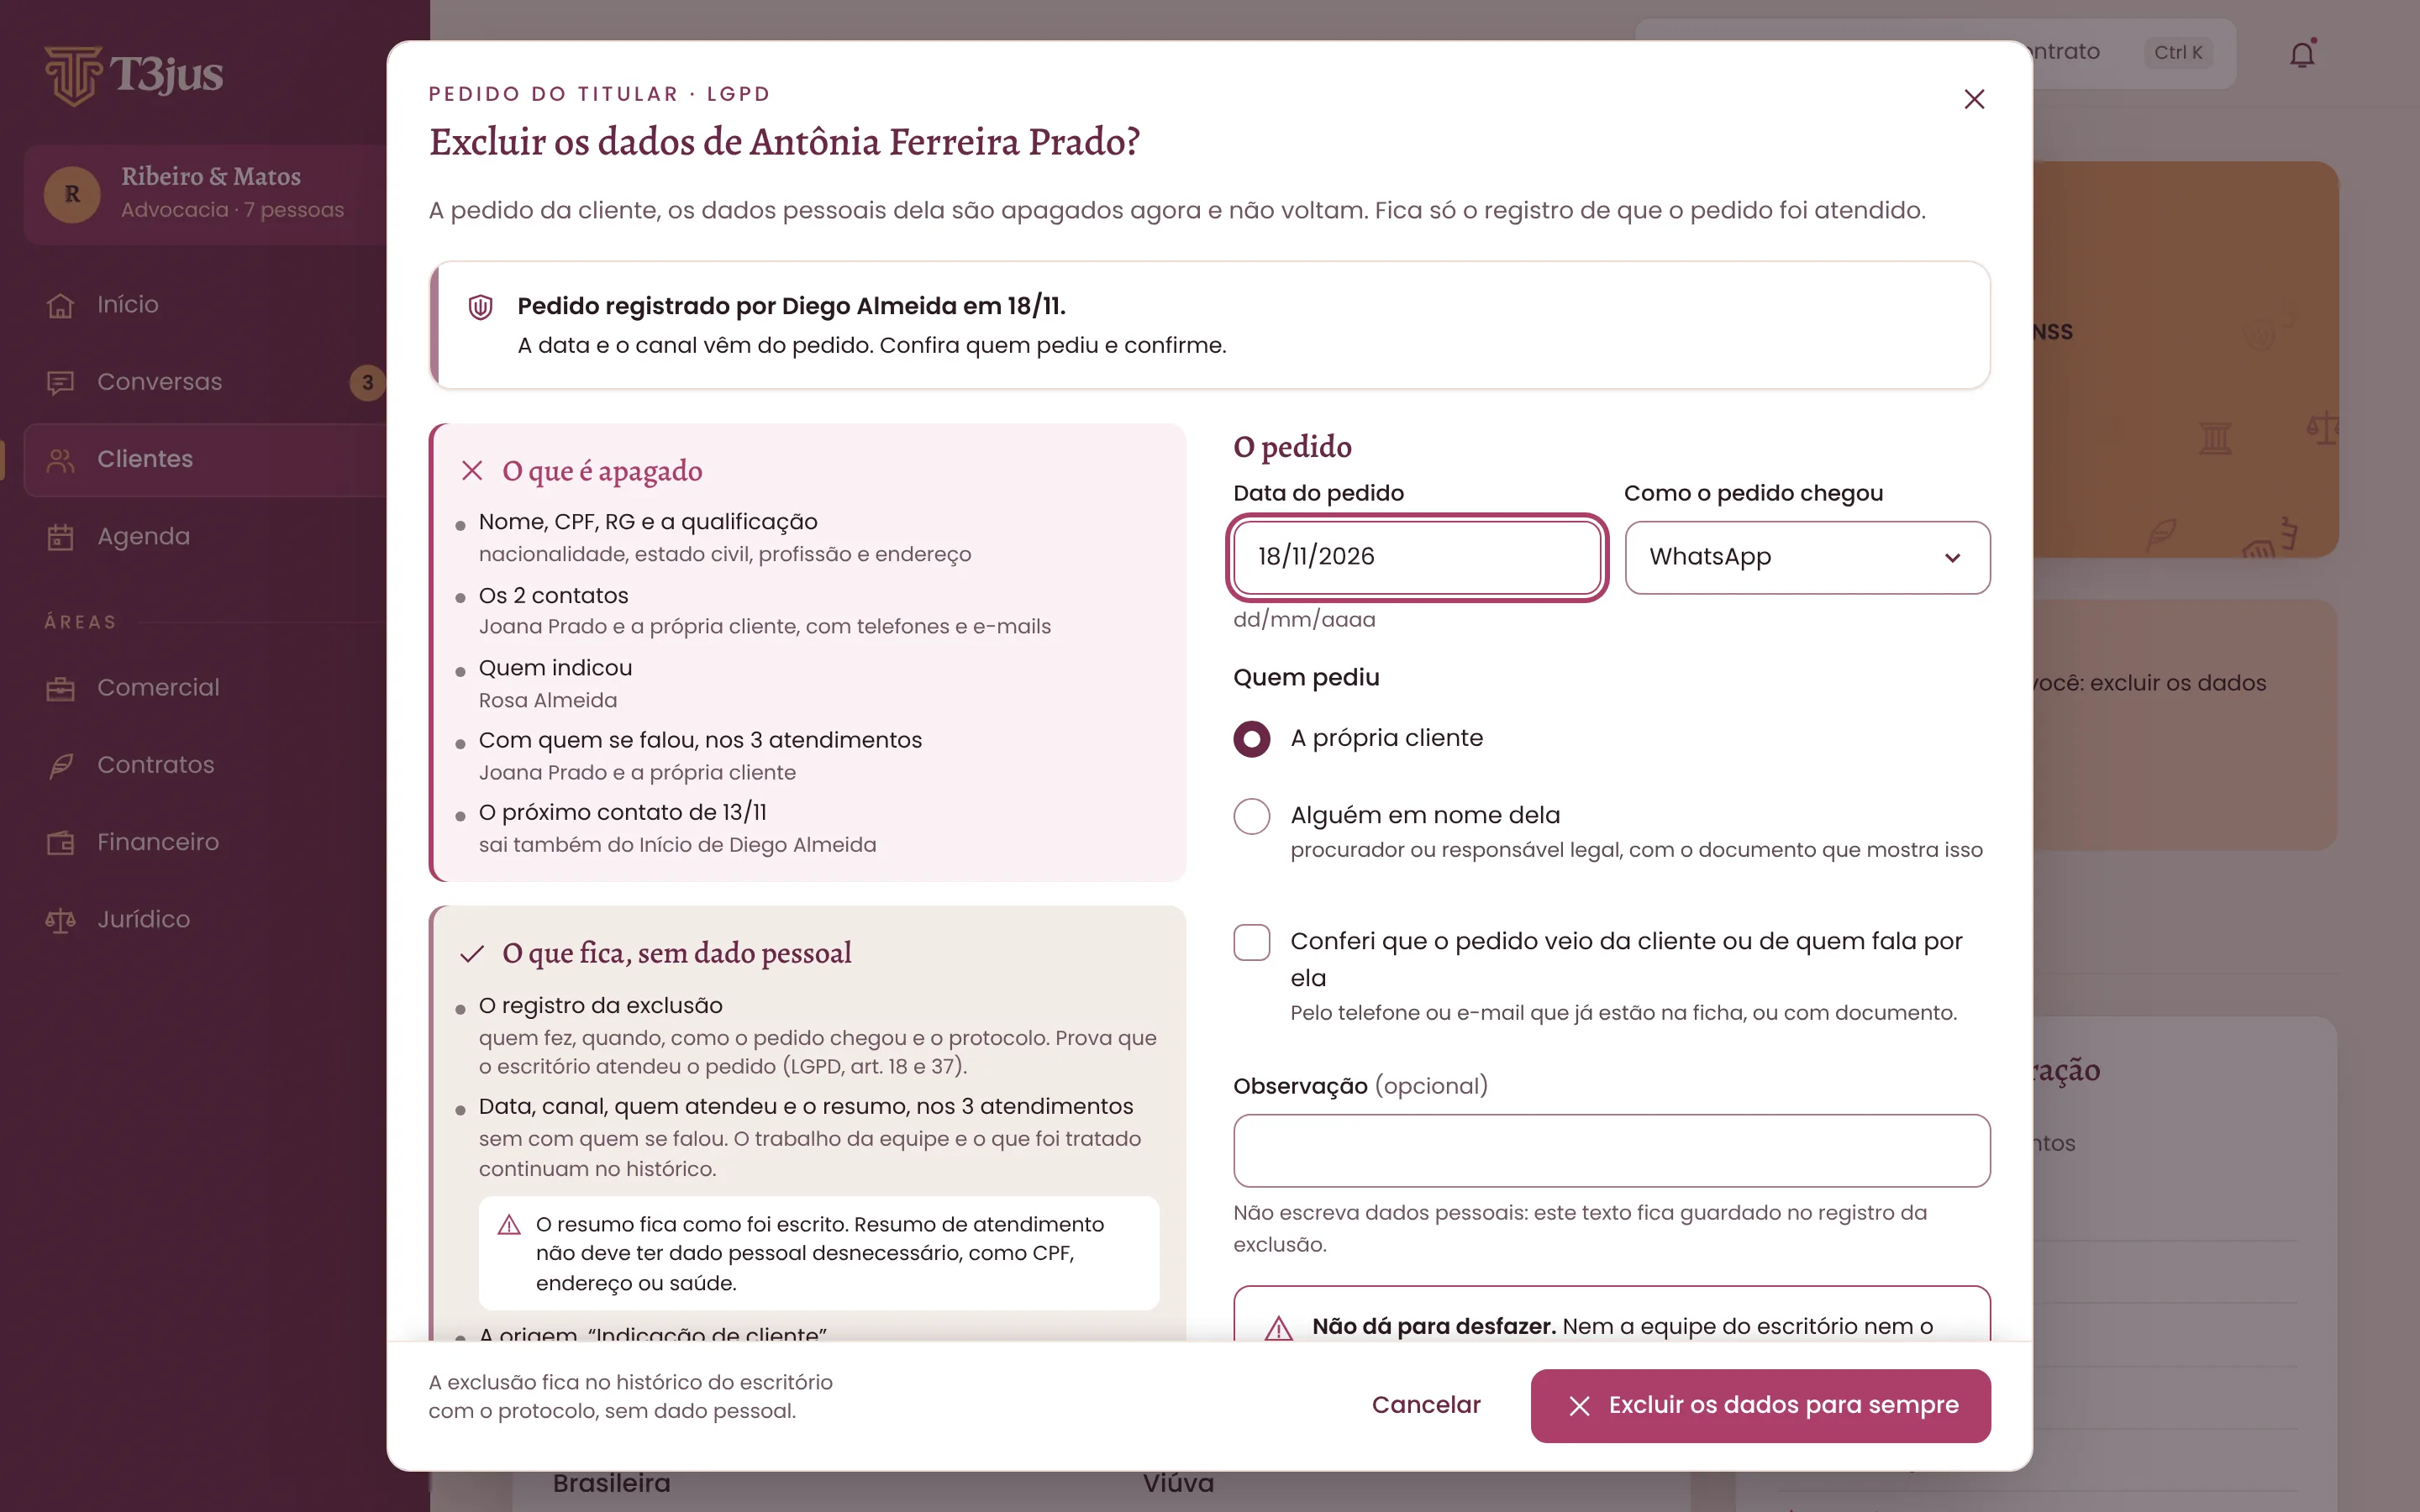 T3jus
R
Ribeiro & Matos
Advocacia · 7 pessoas
Início
Conversas
3
Clientes
Agenda
ÁREAS
Comercial
Contratos
Financeiro
Jurídico
Ctrl K
PEDIDO DO TITULAR · LGPD
Excluir os dados de Antônia Ferreira Prado?
A pedido da cliente, os dados pessoais dela são apagados agora e não voltam. Fica só o registro de que o pedido foi atendido.
Pedido registrado por Diego Almeida em 18/11.
A data e o canal vêm do pedido. Confira quem pediu e confirme.
O que é apagado
Nome, CPF, RG e a qualificação
nacionalidade, estado civil, profissão e endereço
Os 2 contatos
Joana Prado e a própria cliente, com telefones e e-mails
Quem indicou
Rosa Almeida
Com quem se falou, nos 3 atendimentos
Joana Prado e a própria cliente
O próximo contato de 13/11
sai também do Início de Diego Almeida
O que fica, sem dado pessoal
O registro da exclusão
quem fez, quando, como o pedido chegou e o protocolo. Prova que
o escritório atendeu o pedido (LGPD, art. 18 e 37).
Data, canal, quem atendeu e o resumo, nos 3 atendimentos
sem com quem se falou. O trabalho da equipe e o que foi tratado
continuam no histórico.
O resumo fica como foi escrito. Resumo de atendimento
não deve ter dado pessoal desnecessário, como CPF,
endereço ou saúde.
A origem, “Indicação de cliente”
O pedido
Data do pedido
18/11/2026
dd/mm/aaaa
Como o pedido chegou
WhatsApp
Quem pediu
A própria cliente
Alguém em nome dela
procurador ou responsável legal, com o documento que mostra isso
Conferi que o pedido veio da cliente ou de quem fala por
ela
Pelo telefone ou e-mail que já estão na ficha, ou com documento.
Observação (opcional)
Não escreva dados pessoais: este texto fica guardado no registro da
exclusão.
Não dá para desfazer. Nem a equipe do escritório nem o
A exclusão fica no histórico do escritório
com o protocolo, sem dado pessoal.
Cancelar
Excluir os dados para sempre
você: excluir os dados
Brasileira
Viúva